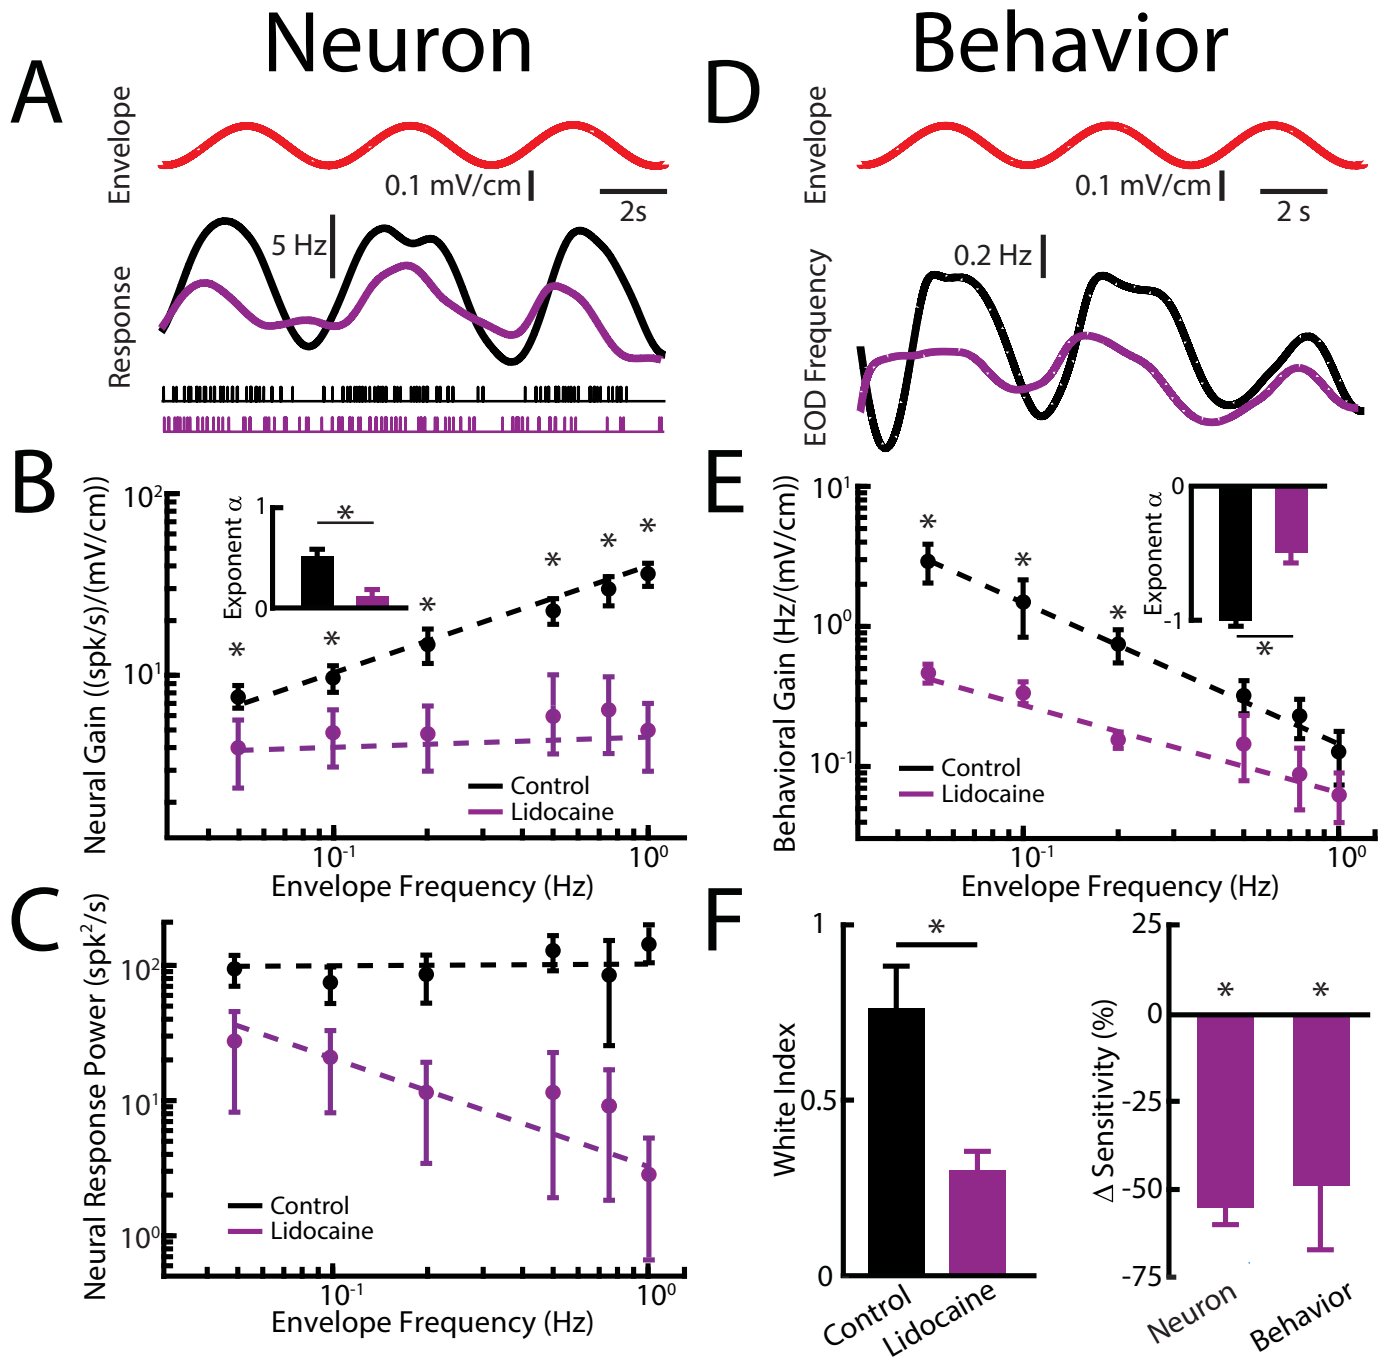 Neuron
Behavior
A
Envelope
0.1 mV/cm
2s
Response
5 Hz
B
Neural Gain ((spk/s)/(mV/cm))
10²
10¹
Exponent α
1
0
*
* * * * * *
Control
Lidocaine
10⁻¹
10⁰
Envelope Frequency (Hz)
C
Neural Response Power (spk²/s)
10²
10¹
10⁰
Control
Lidocaine
10⁻¹
10⁰
Envelope Frequency (Hz)
D
Envelope
0.1 mV/cm
2 s
EOD Frequency
0.2 Hz
E
Behavioral Gain (Hz/(mV/cm))
10¹
10⁰
10⁻¹
* * *
Exponent α
0
-1
*
Control
Lidocaine
10⁻¹
10⁰
Envelope Frequency (Hz)
F
White Index
1
0.5
0
*
Control
Lidocaine
Δ Sensitivity (%)
25
0
-25
-50
-75
* *
Neuron
Behavior